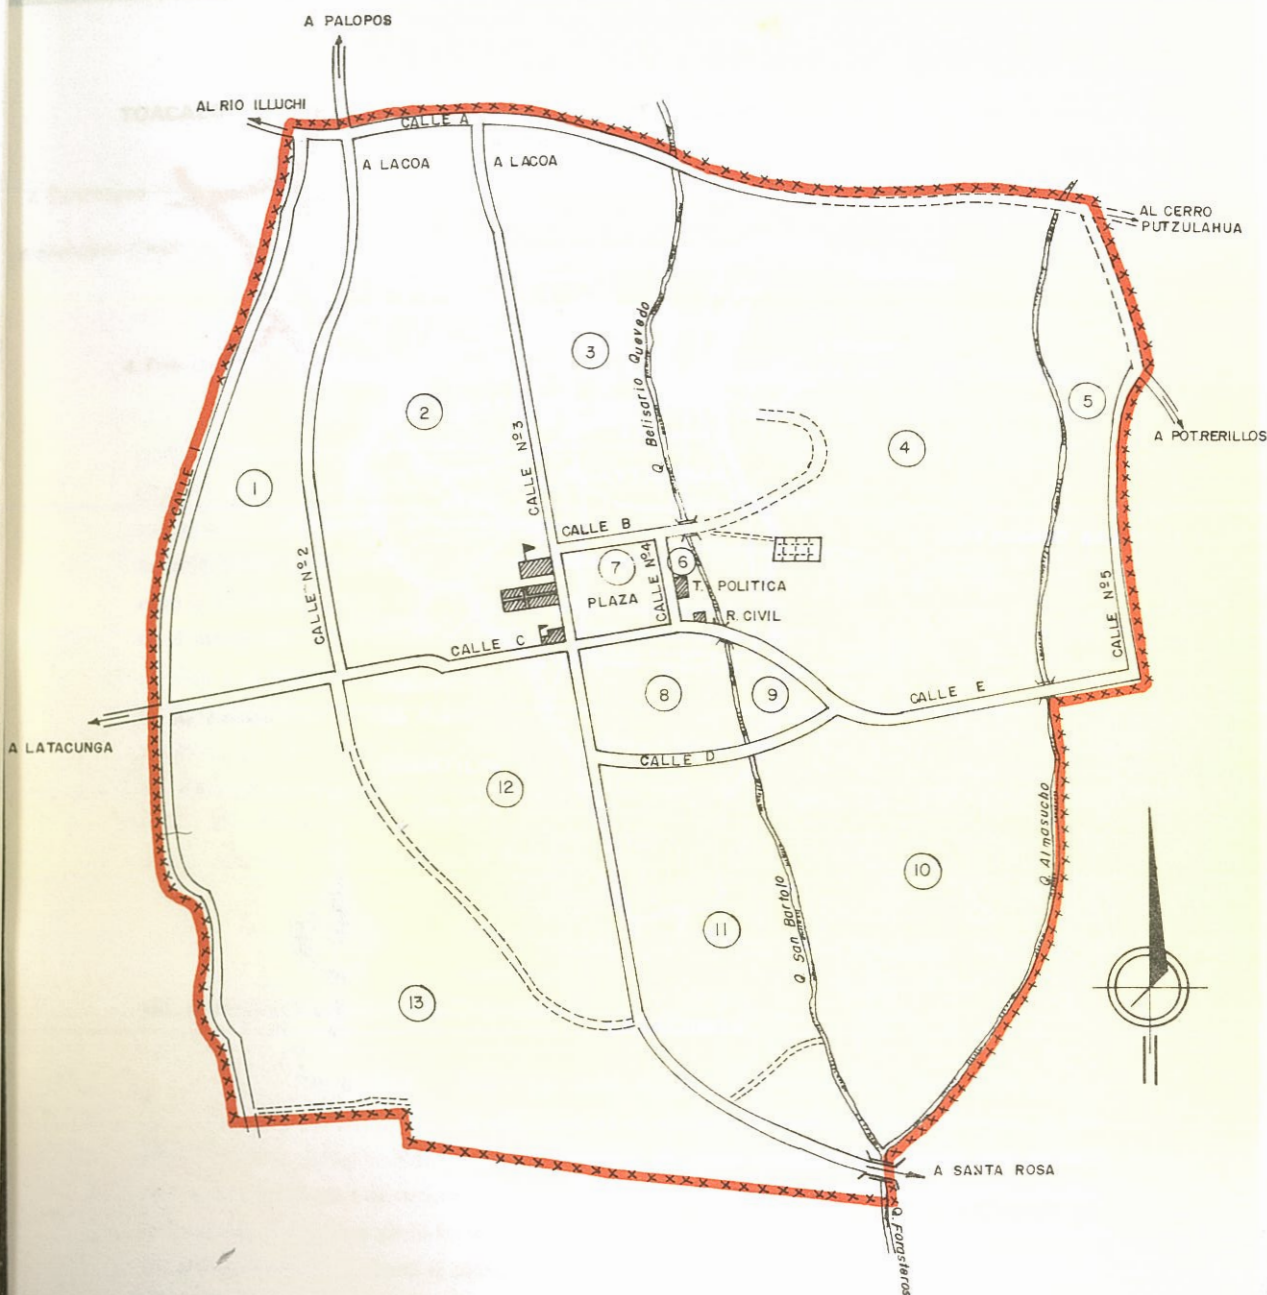 A PALOPOS
AL RIO ILLUCHI
CALLE A
A LACOA
A LACOA
AL CERRO
PUTZULAHUA
3
Q Belisario Quevedo
2
5
4
A POTRERILLOS
CALLE Nº3
CALLE 1
1
CALLE B
CALLE Nº2
CALLE Nº4
6
7
T. POLITICA
PLAZA
CALLE Nº5
R. CIVIL
CALLE C
8
9
CALLE E
A LATACUNGA
CALLE D
12
Q Almasucho
10
Q San Bartolo
11
13
A SANTA ROSA
Q. Forasteros